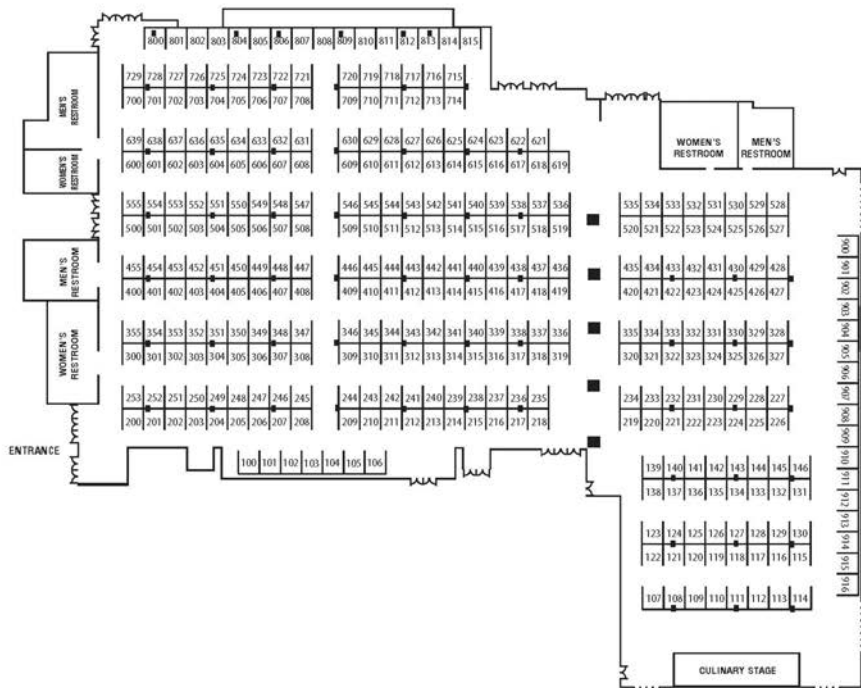 800 801 802 803 804 805 806 807 808 809 810 811 812 813 814 815
729 728 727 726 725 724 723 722 721 720 719 718 717 716 715
700 701 702 703 704 705 706 707 708 709 710 711 712 713 714
MEN'S
RESTROOM
WOMEN'S
RESTROOM
MEN'S
RESTROOM
639 638 637 636 635 634 633 632 631 630 629 628 627 626 625 624 623 622 621
600 601 602 603 604 605 606 607 608 609 610 611 612 613 614 615 616 617 618 619
WOMEN'S
RESTROOM
555 554 553 552 551 550 549 548 547 546 545 544 543 542 541 540 539 538 537 536 535 534 533 532 531 530 529 528
500 501 502 503 504 505 506 507 508 509 510 511 512 513 514 515 516 517 518 519 520 521 522 523 524 525 526 527
MEN'S
RESTROOM
455 454 453 452 451 450 449 448 447 446 445 444 443 442 441 440 439 438 437 436 435 434 433 432 431 430 429 428
400 401 402 403 404 405 406 407 408 409 410 411 412 413 414 415 416 417 418 419 420 421 422 423 424 425 426 427
WOMEN'S
RESTROOM
355 354 353 352 351 350 349 348 347 346 345 344 343 342 341 340 339 338 337 336 335 334 333 332 331 330 329 328
300 301 302 303 304 305 306 307 308 309 310 311 312 313 314 315 316 317 318 319 320 321 322 323 324 325 326 327
253 252 251 250 249 248 247 246 245 244 243 242 241 240 239 238 237 236 235 234 233 232 231 230 229 228 227
200 201 202 203 204 205 206 207 208 209 210 211 212 213 214 215 216 217 218 219 220 221 222 223 224 225 226
ENTRANCE
100 101 102 103 104 105 106
139 140 141 142 143 144 145 146
138 137 136 135 134 133 132 131
123 124 125 126 127 128 129 130
122 121 120 119 118 117 116 115
107 108 109 110 111 112 113 114
900 901 902 903 904 905 906 907 908 909 910 911 912 913 914 915 916
CULINARY STAGE